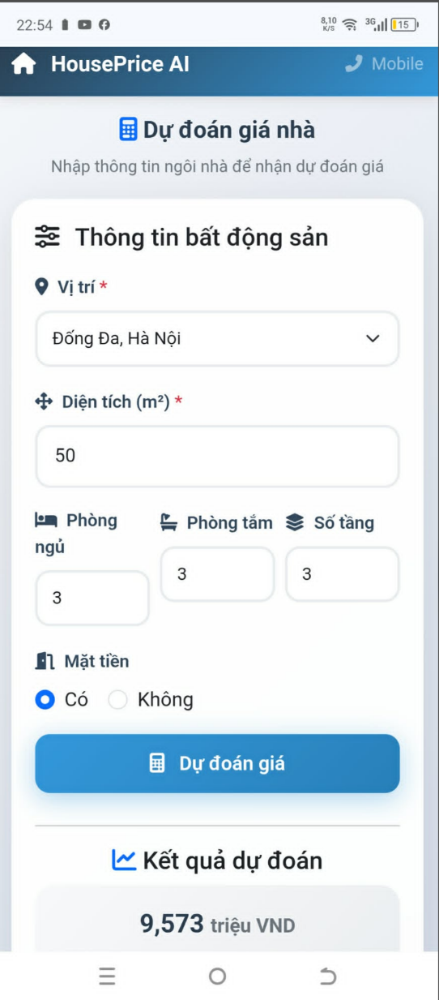 22:54
8,10
K/S
3G
15
HousePrice AI
Mobile
Dự đoán giá nhà
Nhập thông tin ngôi nhà để nhận dự đoán giá
Thông tin bất động sản
Vị trí *
Đống Đa, Hà Nội
Diện tích (m²) *
50
Phòng
ngủ
3
Phòng tắm
3
Số tầng
3
Mặt tiền
Có
Không
Dự đoán giá
Kết quả dự đoán
9,573 triệu VND